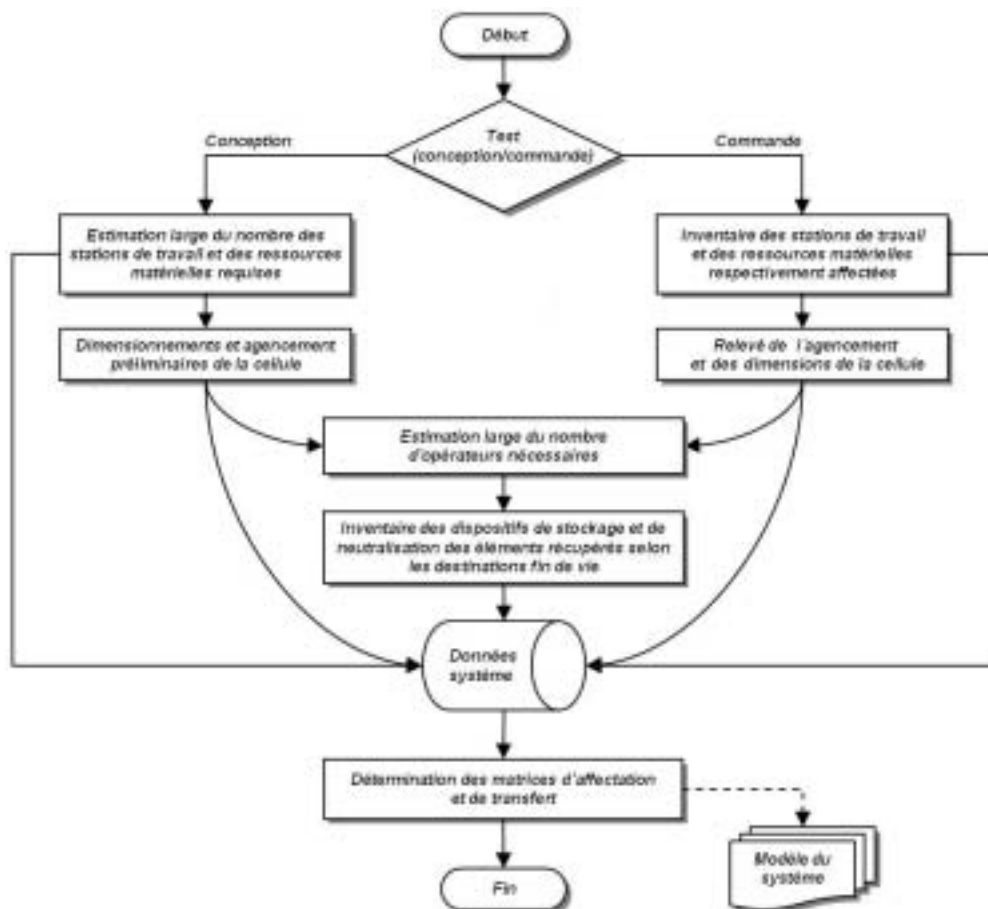 Début
Test
(conception/commande)
Conception
Commande
Estimation large du nombre des
stations de travail et des ressources
matérielles requises
Inventaire des stations de travail
et des ressources matérielles
respectivement affectées
Dimensionnements et agencement
préliminaires de la cellule
Relevé de l'agencement
et des dimensions de la cellule
Estimation large du nombre
d'opérateurs nécessaires
Inventaire des dispositifs de stockage et de
neutralisation des éléments récupérés selon
les destinations fin de vie
Données
système
Détermination des matrices d'affectation
et de transfert
Modèle du
système
Fin